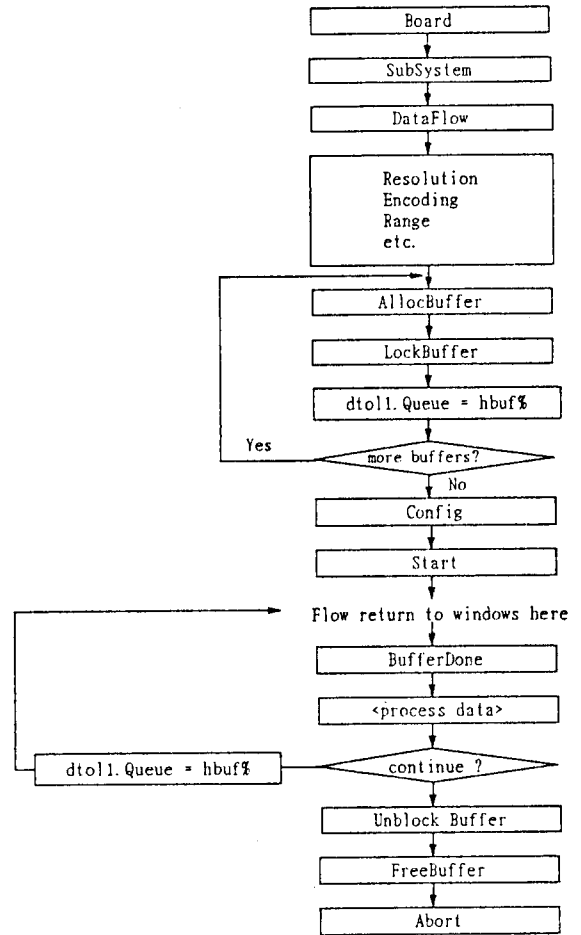 Board
SubSystem
DataFlow
Resolution
Encoding
Range
etc.
AllocBuffer
LockBuffer
dtol1.Queue = hbuf%
Yes
more buffers?
No
Config
Start
Flow return to windows here
BufferDone
<process data>
dtol1.Queue = hbuf%
continue ?
Unblock Buffer
FreeBuffer
Abort